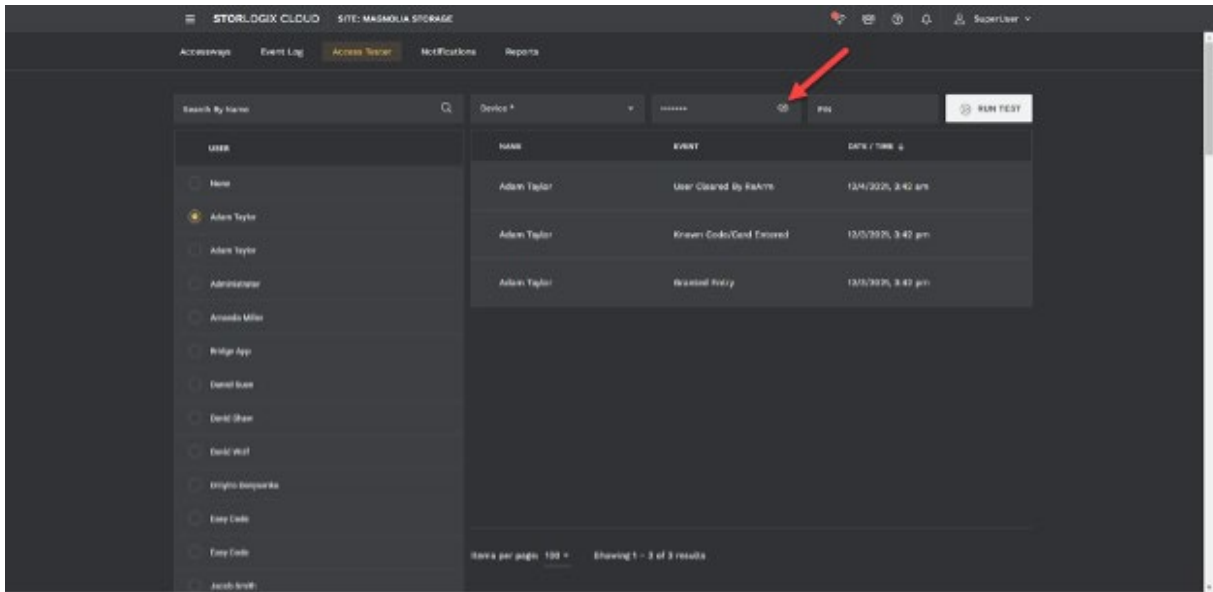 STORLOGIX CLOUD SITE: MAGNOLIA STORAGE SuperUser
Accessways Event Log Access Tester Notifications Reports
Search By Name Device * ••••••• PIN RUN TEST
USER NAME EVENT DATE / TIME
None
Adam Taylor User Cleared By ReArm 12/4/2021, 3:42 am
Adam Taylor
Adam Taylor Known Code/Card Entered 12/3/2021, 3:42 pm
Adam Taylor
Administrator Adam Taylor Granted Entry 12/3/2021, 3:42 pm
Amanda Miller
Bridge App
Daniel
David Shaw
David Wolf
Easy Code
Easy Code
Items per page: 100 Showing 1 - 3 of 3 results
Jacob Smith